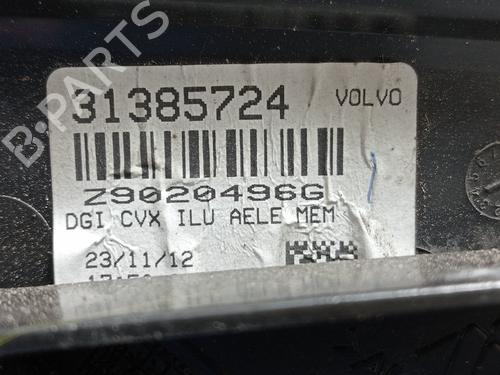 31385724 VOLVO
Z9020496G
DGI CVX ILU AELE MEM
23/11/12
B-PARTS